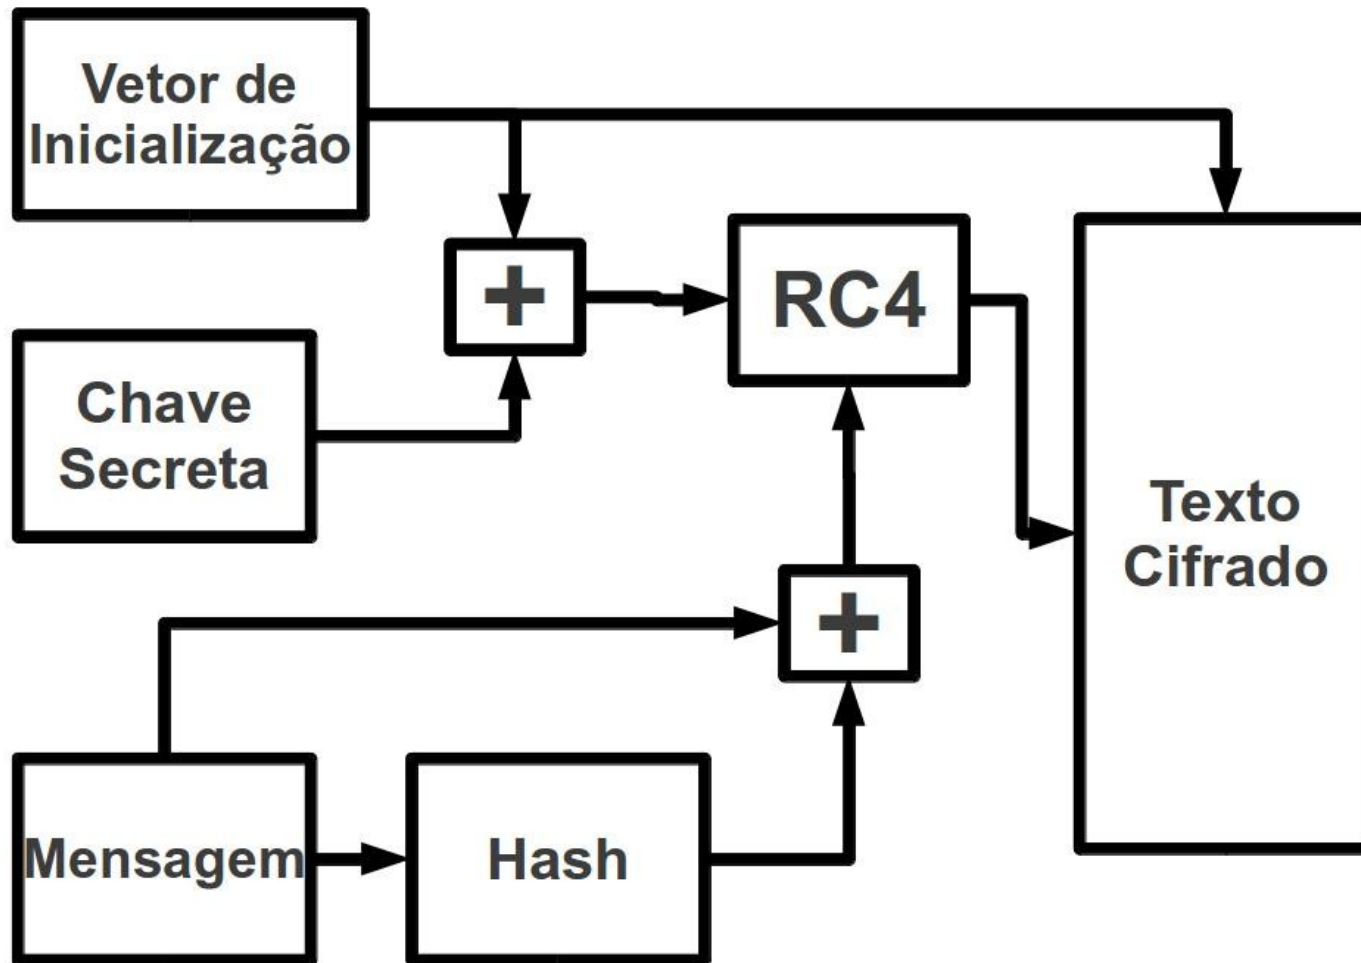 Vetor de
Inicialização
+
RC4
Chave
Secreta
Texto
Cifrado
+
Mensagem
Hash